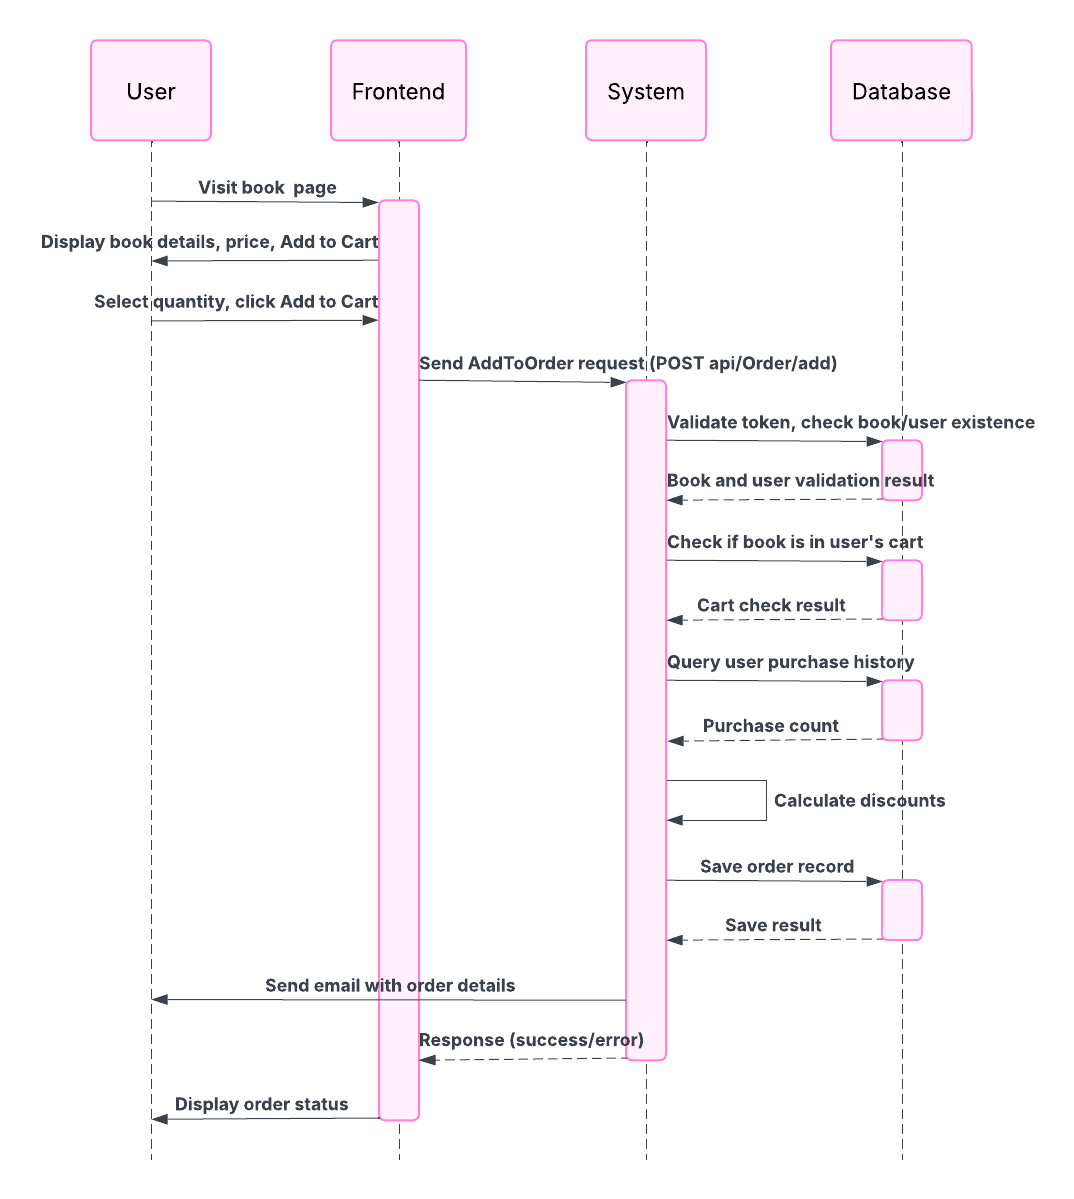 User
Frontend
System
Database
Visit book  page
Display book details, price, Add to Cart
Select quantity, click Add to Cart
Send AddToOrder request (POST api/Order/add)
Validate token, check book/user existence
Book and user validation result
Check if book is in user's cart
Cart check result
Query user purchase history
Purchase count
Calculate discounts
Save order record
Save result
Send email with order details
Response (success/error)
Display order status